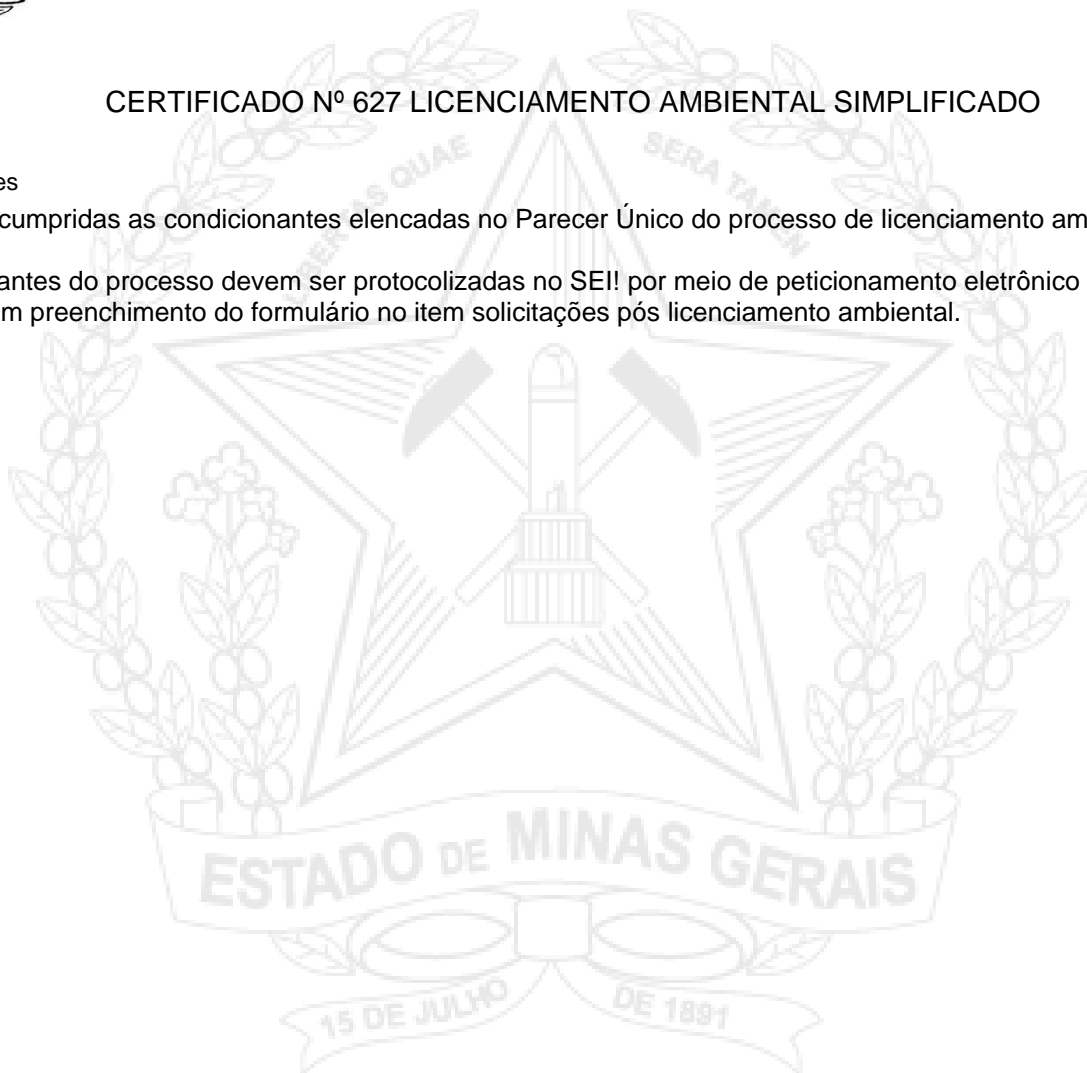 CERTIFICADO Nº 627 LICENCIAMENTO AMBIENTAL SIMPLIFICADO
es
cumpridas as condicionantes elencadas no Parecer Único do processo de licenciamento am
antes do processo devem ser protocolizadas no SEI! por meio de peticionamento eletrônico
m preenchimento do formulário no item solicitações pós licenciamento ambiental.
LIBERTAS QUAE SERA TAMEN
ESTADO DE MINAS GERAIS
15 DE JULHO DE 1891